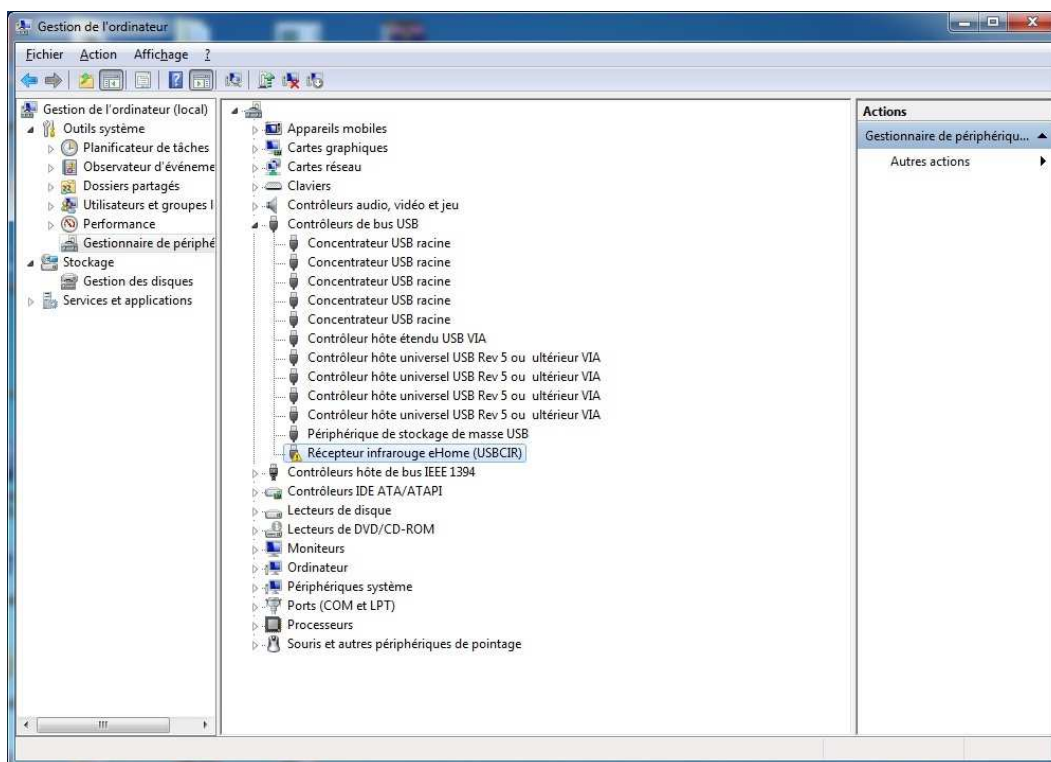 Gestion de l'ordinateur
Fichier Action Affichage ?
Gestion de l'ordinateur (local)
Outils système
Planificateur de tâches
Observateur d'événeme
Dossiers partagés
Utilisateurs et groupes l
Performance
Gestionnaire de périphé
Stockage
Gestion des disques
Services et applications
Appareils mobiles
Cartes graphiques
Cartes réseau
Claviers
Contrôleurs audio, vidéo et jeu
Contrôleurs de bus USB
Concentrateur USB racine
Concentrateur USB racine
Concentrateur USB racine
Concentrateur USB racine
Concentrateur USB racine
Contrôleur hôte étendu USB VIA
Contrôleur hôte universel USB Rev 5 ou ultérieur VIA
Contrôleur hôte universel USB Rev 5 ou ultérieur VIA
Contrôleur hôte universel USB Rev 5 ou ultérieur VIA
Contrôleur hôte universel USB Rev 5 ou ultérieur VIA
Périphérique de stockage de masse USB
Récepteur infrarouge eHome (USBCIR)
Contrôleurs hôte de bus IEEE 1394
Contrôleurs IDE ATA/ATAPI
Lecteurs de disque
Lecteurs de DVD/CD-ROM
Moniteurs
Ordinateur
Périphériques système
Ports (COM et LPT)
Processeurs
Souris et autres périphériques de pointage
Actions
Gestionnaire de périphériqu...
Autres actions